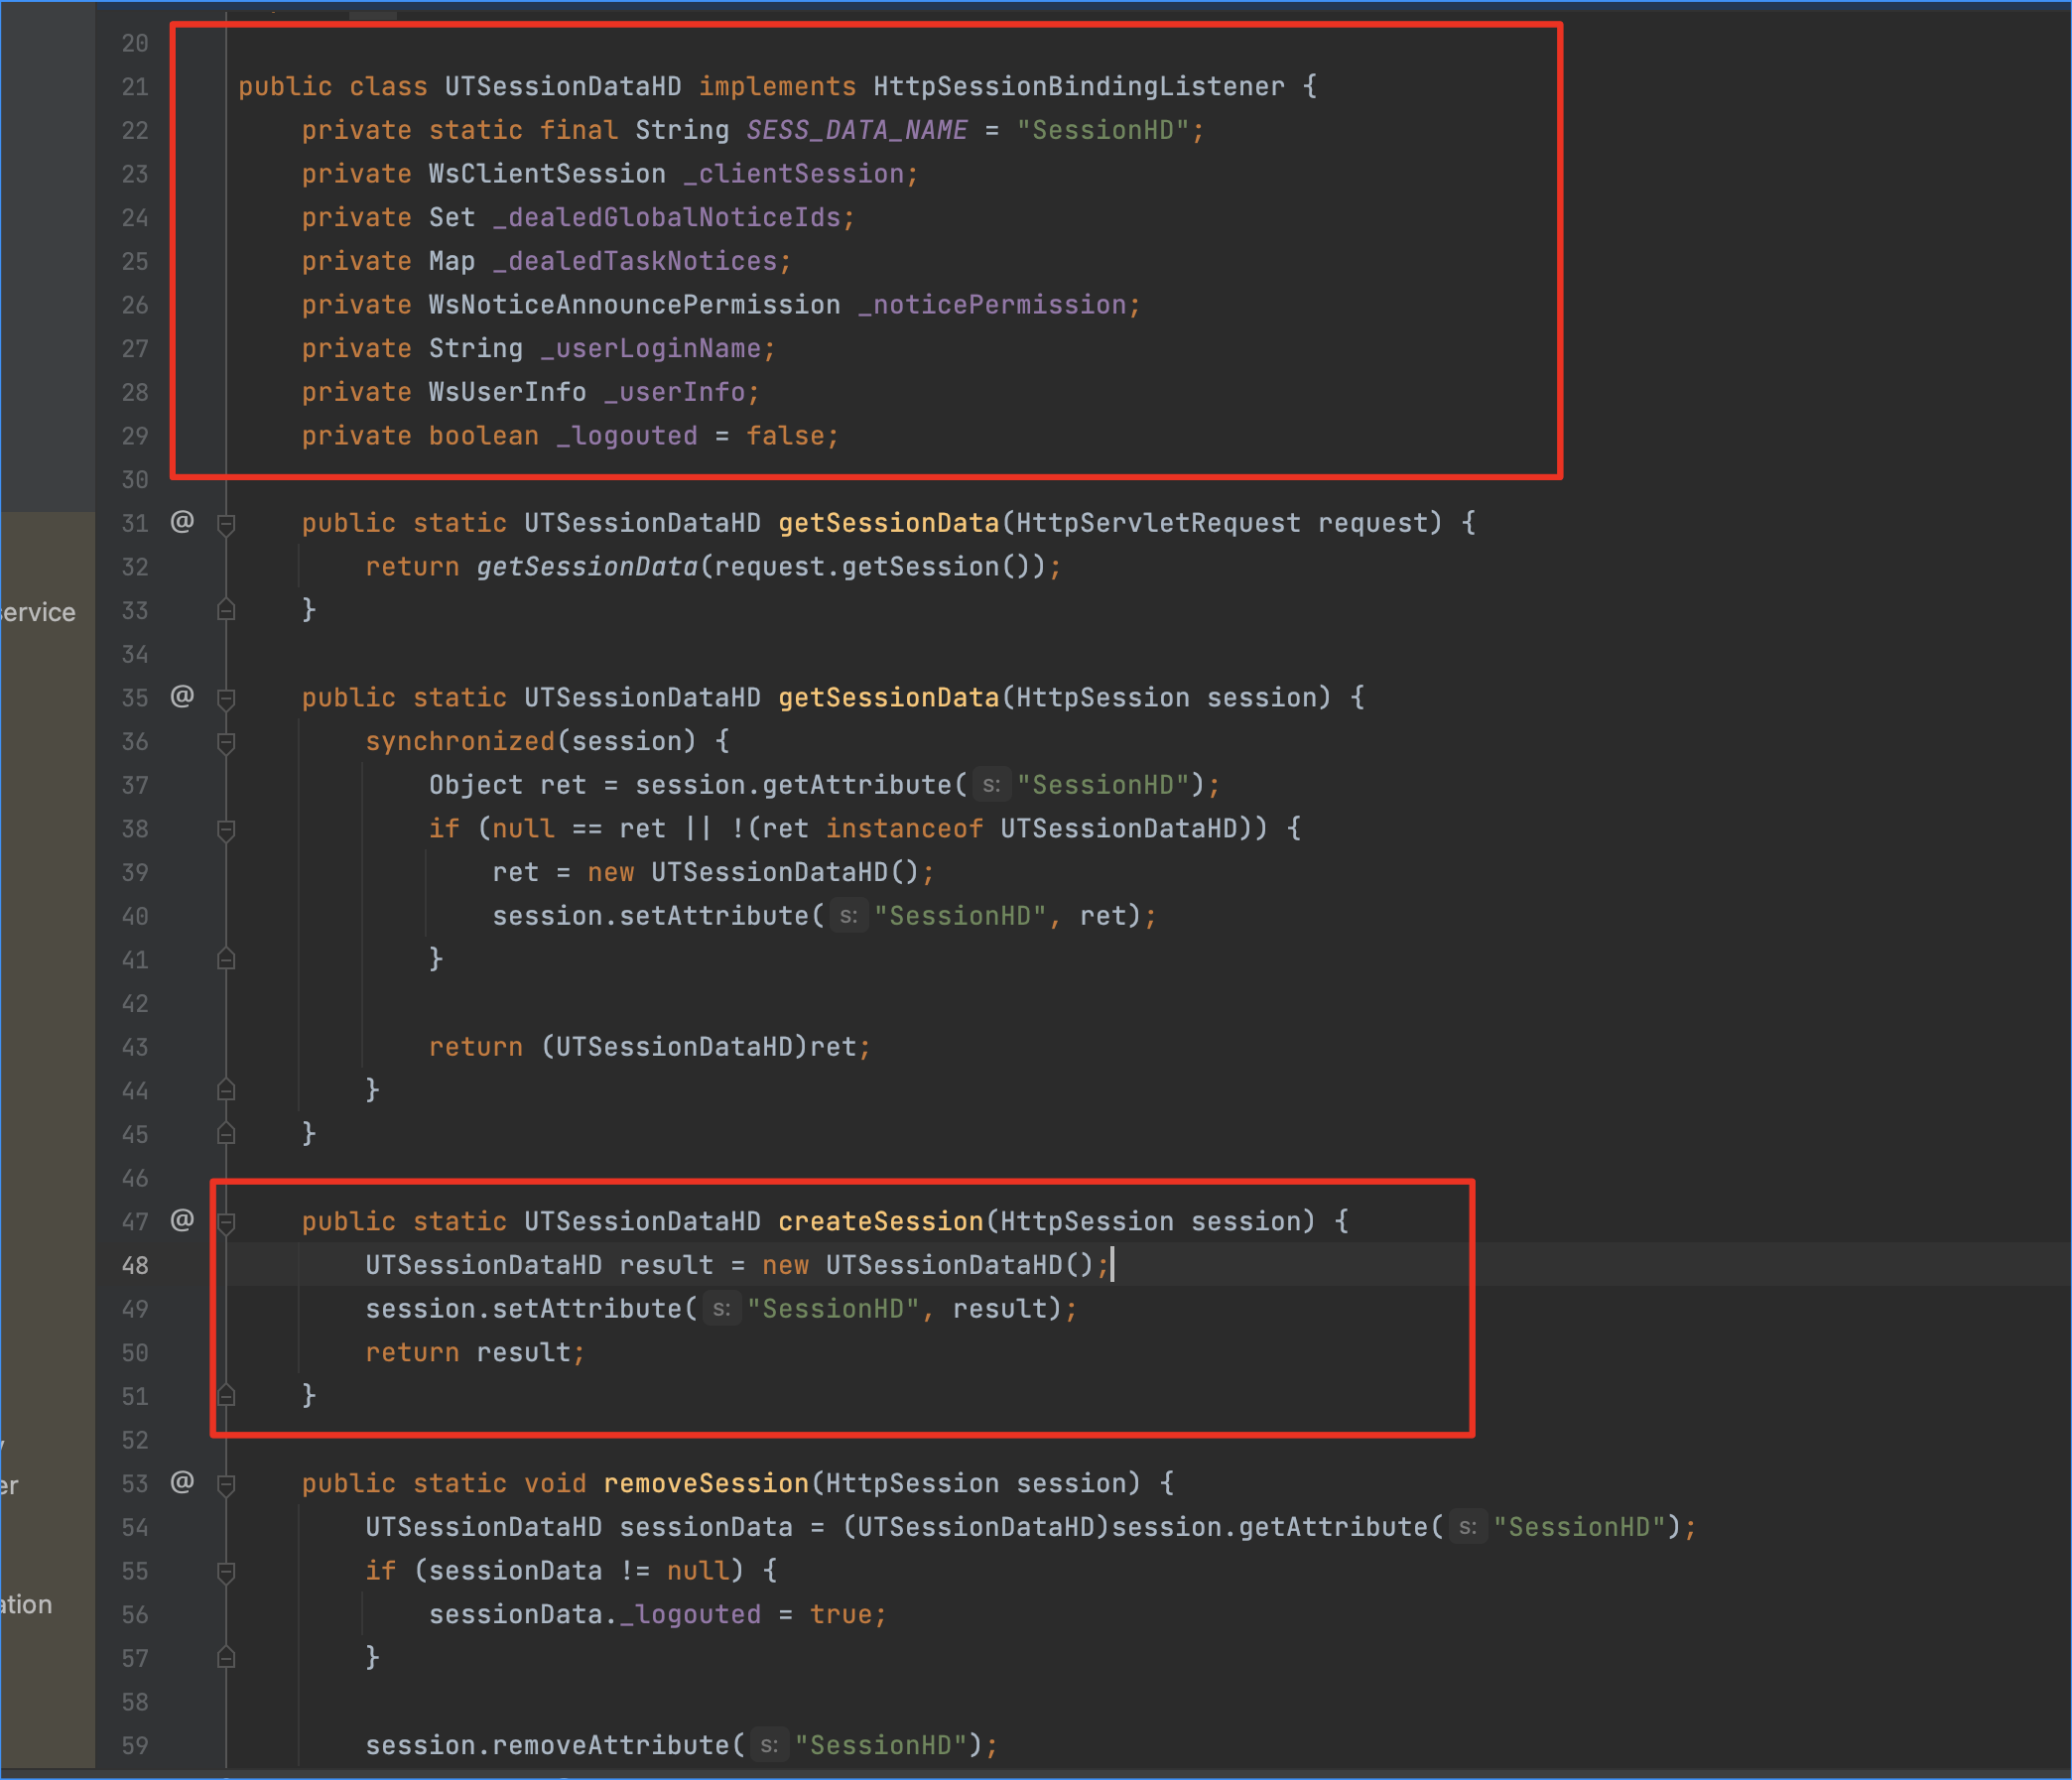 20
21 public class UTSessionDataHD implements HttpSessionBindingListener {
22 private static final String SESS_DATA_NAME = "SessionHD";
23 private WsClientSession _clientSession;
24 private Set _dealedGlobalNoticeIds;
25 private Map _dealedTaskNotices;
26 private WsNoticeAnnouncePermission _noticePermission;
27 private String _userLoginName;
28 private WsUserInfo _userInfo;
29 private boolean _logouted = false;
30
31 @ public static UTSessionDataHD getSessionData(HttpServletRequest request) {
32 return getSessionData(request.getSession());
ervice
33 }
34
35 @ public static UTSessionDataHD getSessionData(HttpSession session) {
36 synchronized(session) {
37 Object ret = session.getAttribute( s: "SessionHD");
38 if (null == ret || !(ret instanceof UTSessionDataHD)) {
39 ret = new UTSessionDataHD();
40 session.setAttribute( s: "SessionHD", ret);
41 }
42
43 return (UTSessionDataHD)ret;
44 }
45 }
46
47 @ public static UTSessionDataHD createSession(HttpSession session) {
48 UTSessionDataHD result = new UTSessionDataHD();
49 session.setAttribute( s: "SessionHD", result);
50 return result;
51 }
52
53 @ public static void removeSession(HttpSession session) {
er
54 UTSessionDataHD sessionData = (UTSessionDataHD)session.getAttribute( s: "SessionHD");
55 if (sessionData != null) {
56 sessionData._logouted = true;
ation
57 }
58
59 session.removeAttribute( s: "SessionHD");